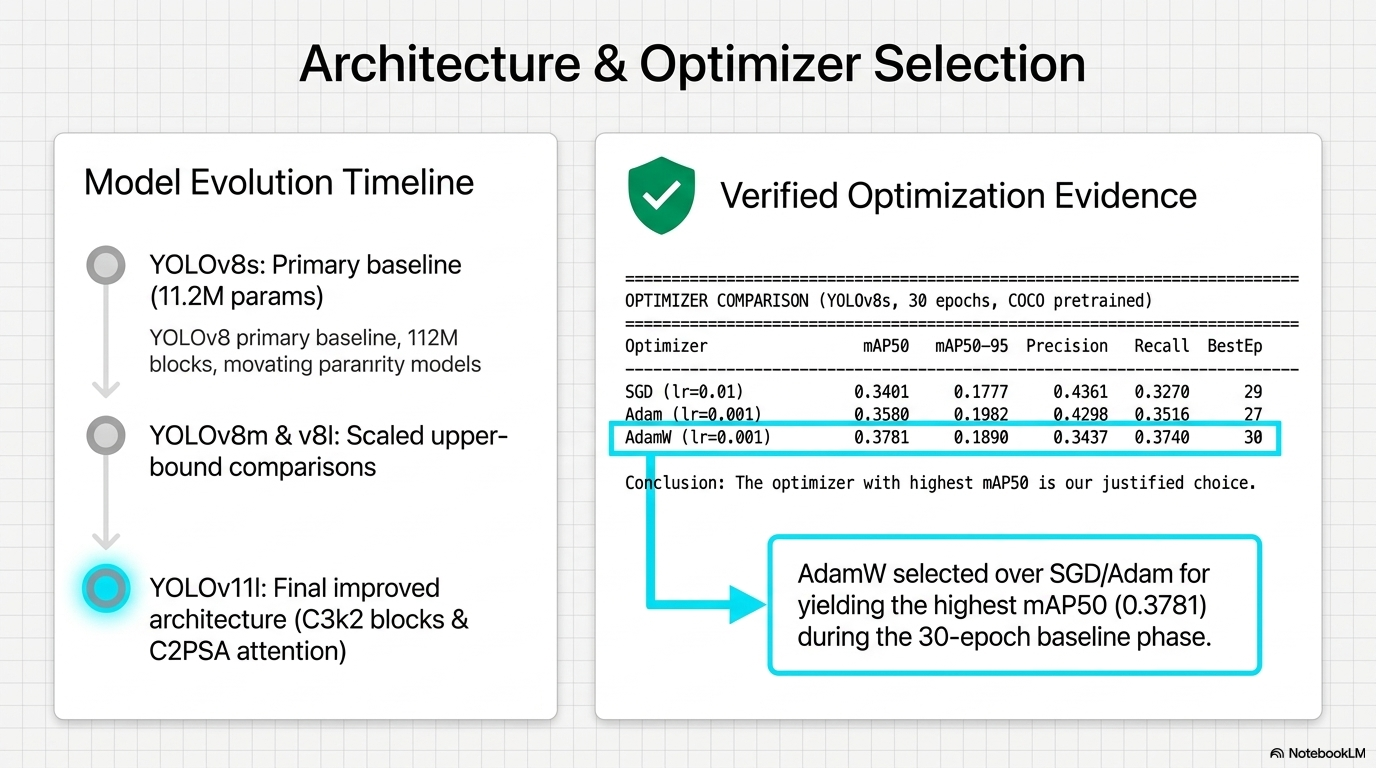 Architecture & Optimizer Selection
Model Evolution Timeline
YOLOv8s: Primary baseline
(11.2M params)
YOLOv8 primary baseline, 112M
blocks, movating pararırity models
YOLOv8m & v8l: Scaled upper-
bound comparisons
YOLOv11l: Final improved
architecture (C3k2 blocks &
C2PSA attention)
Verified Optimization Evidence
==========================================================================
OPTIMIZER COMPARISON (YOLOv8s, 30 epochs, COCO pretrained)
==========================================================================
Optimizer mAP50 mAP50-95 Precision Recall BestEp
--------------------------------------------------------------------------
SGD (lr=0.01) 0.3401 0.1777 0.4361 0.3270 29
Adam (lr=0.001) 0.3580 0.1982 0.4298 0.3516 27
AdamW (lr=0.001) 0.3781 0.1890 0.3437 0.3740 30
Conclusion: The optimizer with highest mAP50 is our justified choice.
AdamW selected over SGD/Adam for
yielding the highest mAP50 (0.3781)
during the 30-epoch baseline phase.
NotebookLM